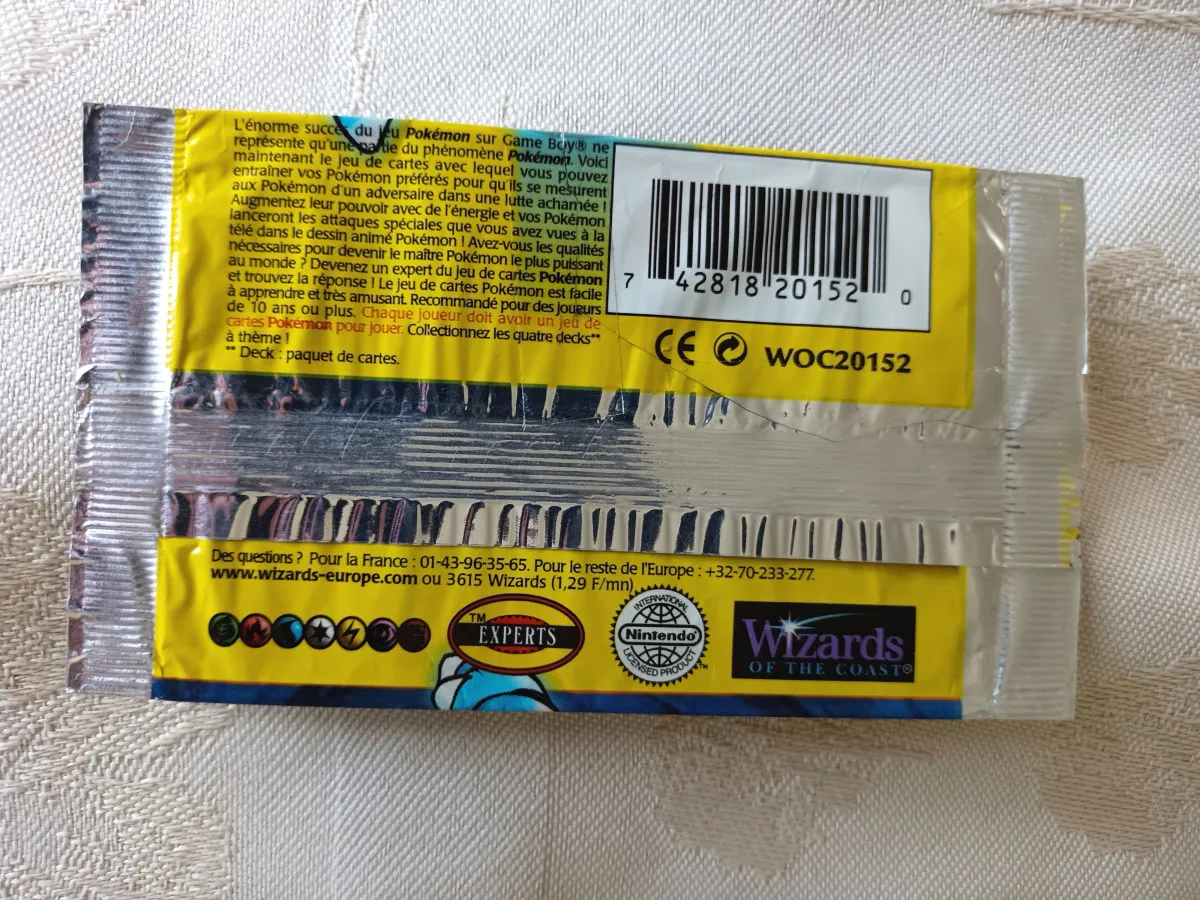 L'énorme succès du jeu Pokémon sur Game Boy® ne
représente qu'une partie du phénomène Pokémon. Voici
maintenant le jeu de cartes avec lequel vous pouvez
entraîner vos Pokémon préférés pour qu'ils se mesurent
aux Pokémon d'un adversaire dans une lutte acharnée !
Augmentez leur pouvoir avec de l'énergie et vos Pokémon
lanceront les attaques spéciales que vous avez vues à la
télé dans le dessin animé Pokémon ! Avez-vous les qualités
nécessaires pour devenir le maître Pokémon le plus puissant
au monde ? Devenez un expert du jeu de cartes Pokémon
et trouvez la réponse ! Le jeu de cartes Pokémon est facile
à apprendre et très amusant. Recommandé pour des joueurs
de 10 ans ou plus. Chaque joueur doit avoir un jeu de
cartes Pokémon pour jouer. Collectionnez les quatre decks**
à thème !
** Deck : paquet de cartes.
7 42818 20152 0
CE WOC20152
Des questions ? Pour la France : 01-43-96-35-65. Pour le reste de l'Europe : +32-70-233-277.
www.wizards-europe.com ou 3615 Wizards (1,29 F/mn)
TM
EXPERTS
INTERNATIONAL
Nintendo®
LICENSED PRODUCT
TM
WIZARDS
OF THE COAST®